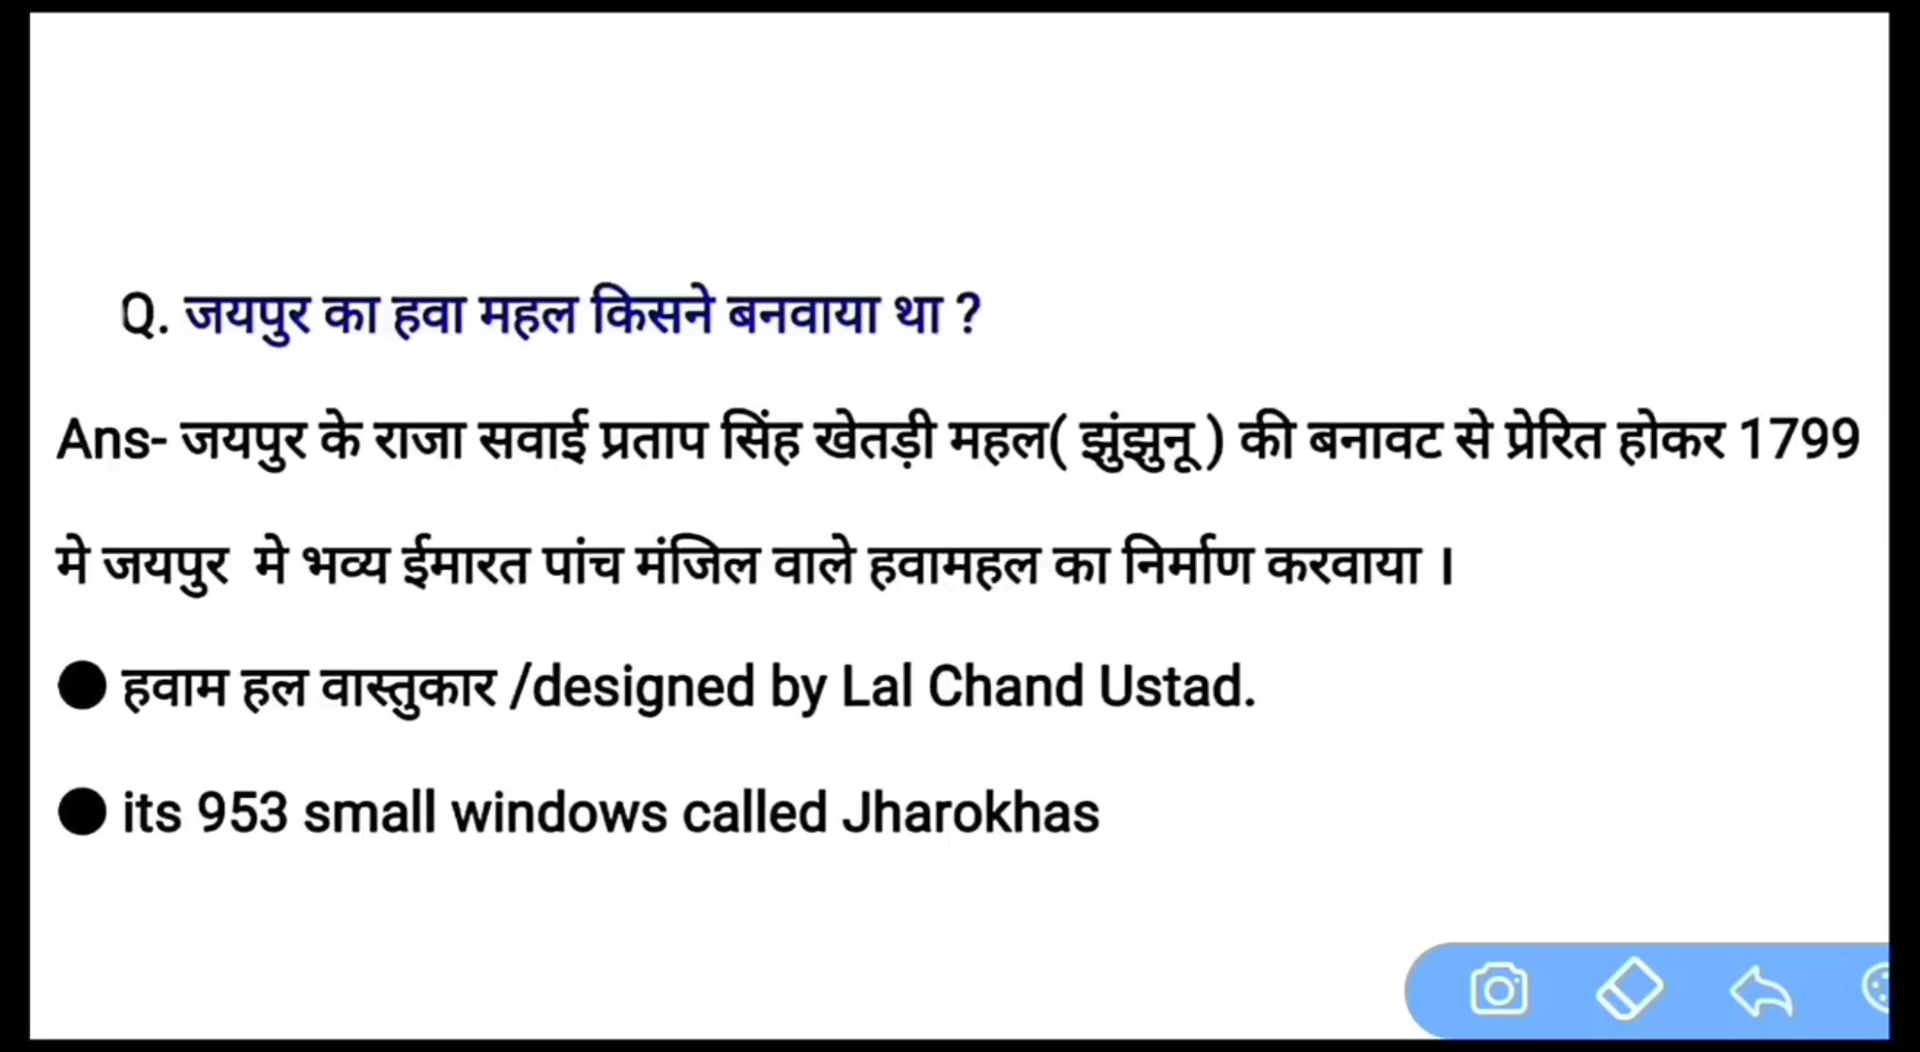 Q. जयपुर का हवा महल किसने बनवाया था ?
Ans- जयपुर के राजा सवाई प्रताप सिंह खेतड़ी महल( झुंझुनू ) की बनावट से प्रेरित होकर 1799
मे जयपुर मे भव्य ईमारत पांच मंजिल वाले हवामहल का निर्माण करवाया ।
● हवाम हल वास्तुकार /designed by Lal Chand Ustad.
● its 953 small windows called Jharokhas